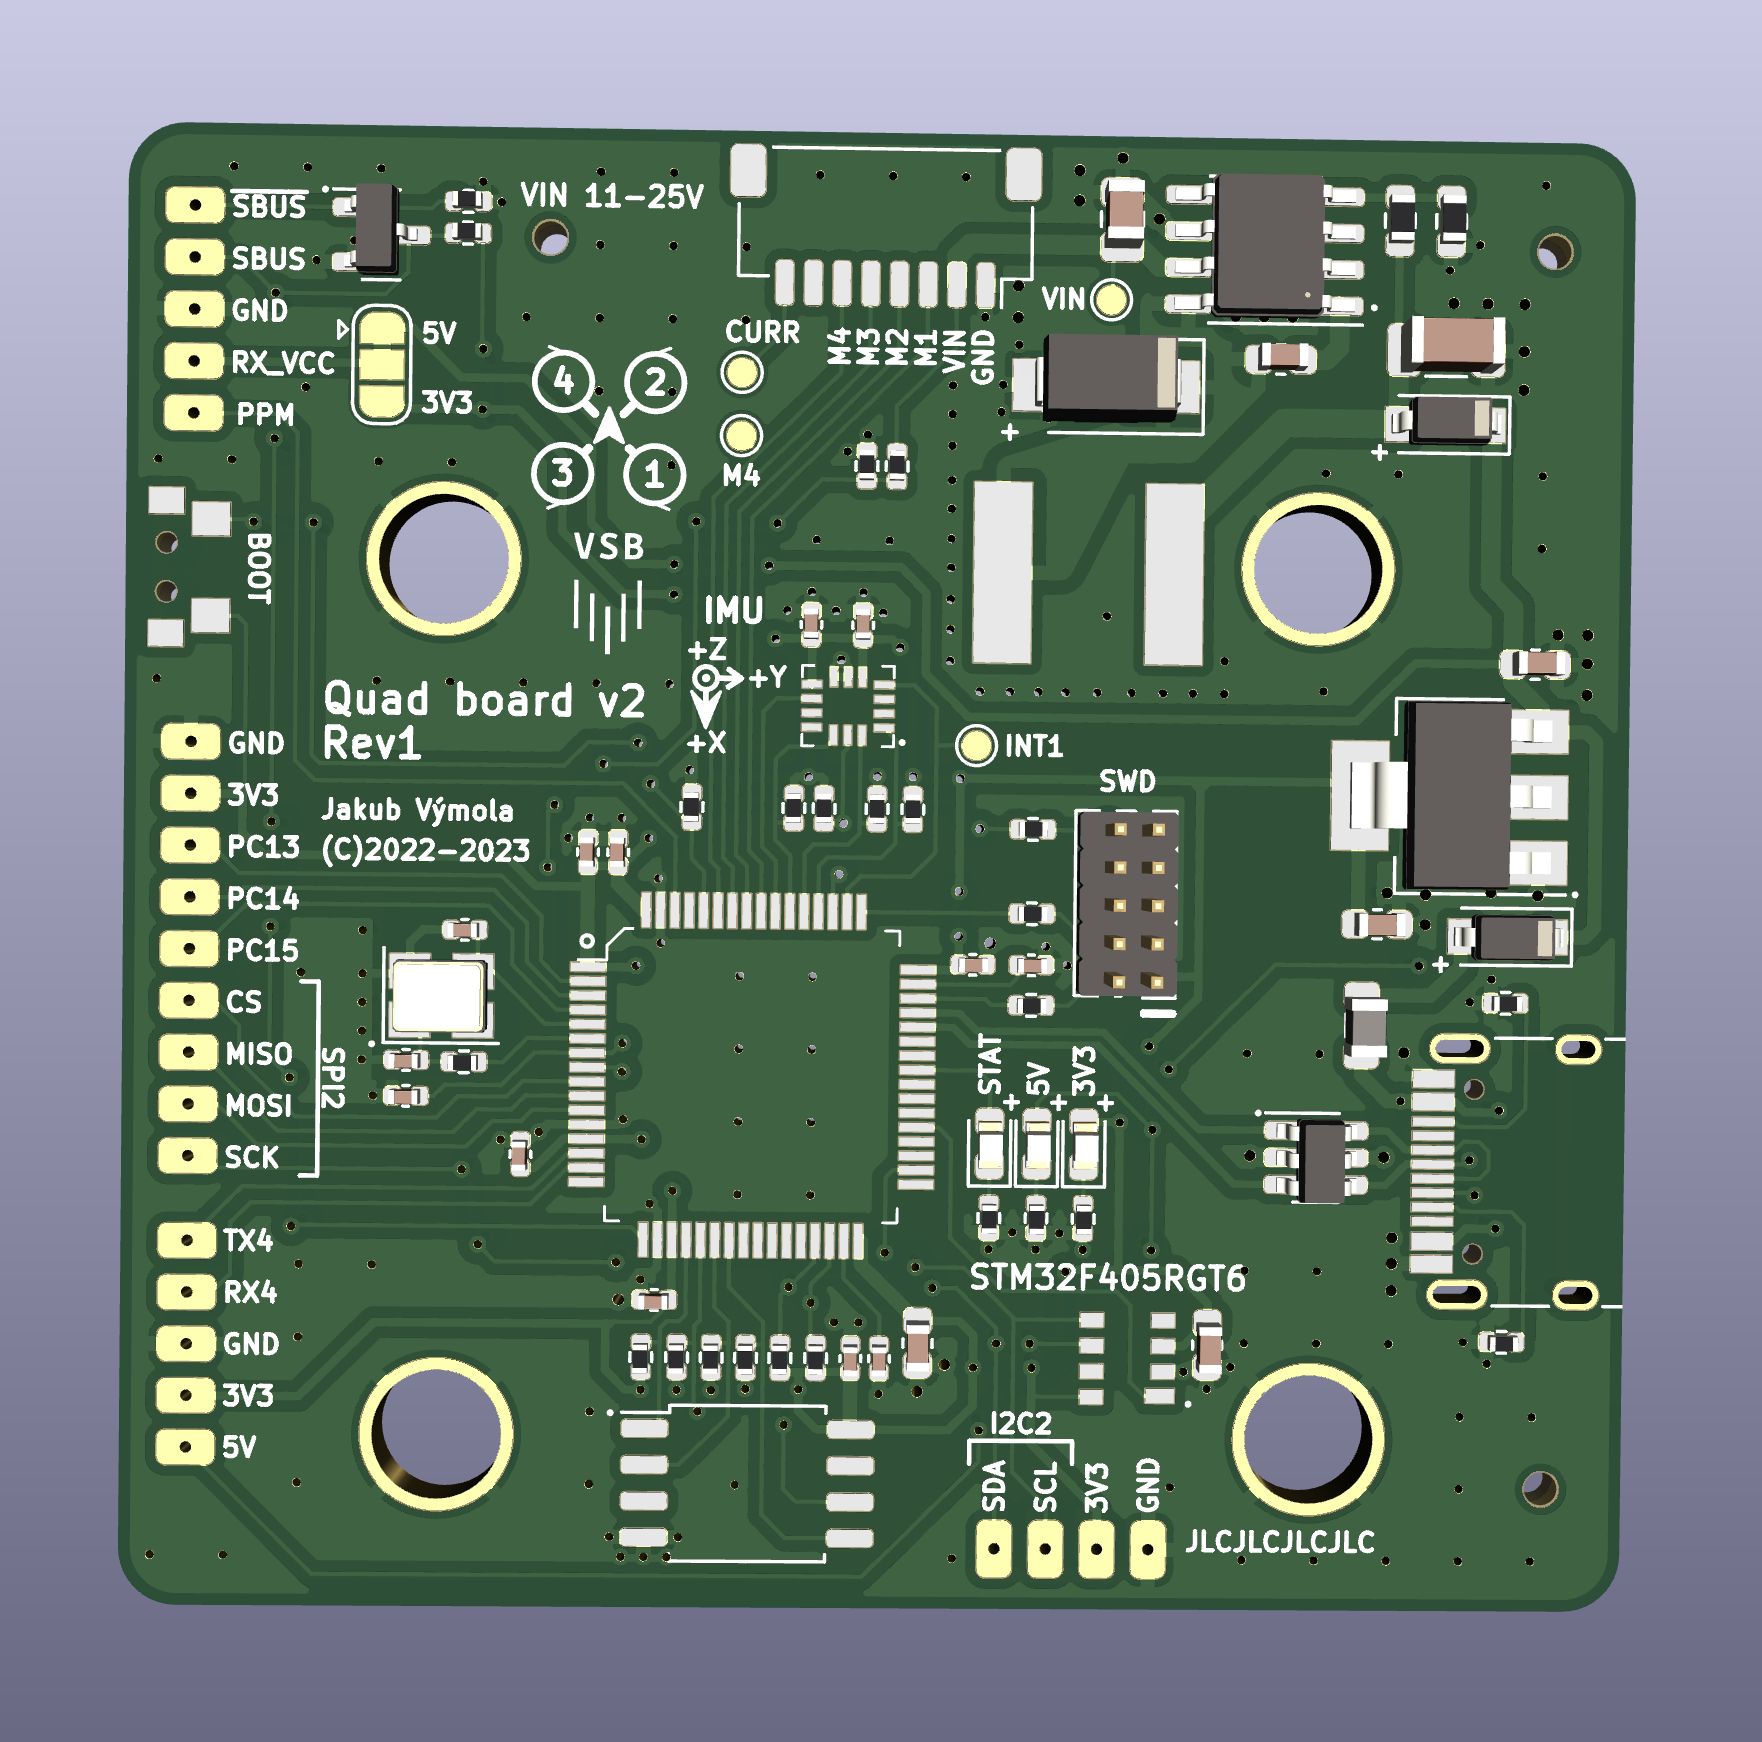 SBUS
SBUS
GND
RX_VCC
PPM
5V
3V3
VIN 11-25V
CURR
M4
M3
M2
M1
VIN
GND
VIN
4
2
3
1
M4
+
+
VSB
BOOT
IMU
+Z
+Y
+X
Quad board v2
Rev1
Jakub Výmola
(C)2022-2023
INT1
SWD
GND
3V3
PC13
PC14
PC15
CS
MISO
MOSI
SCK
SPI2
+
STAT
5V
3V3
+
+
+
STM32F405RGT6
TX4
RX4
GND
3V3
5V
I2C2
SDA
SCL
3V3
GND
JLCJLCJLCJLC